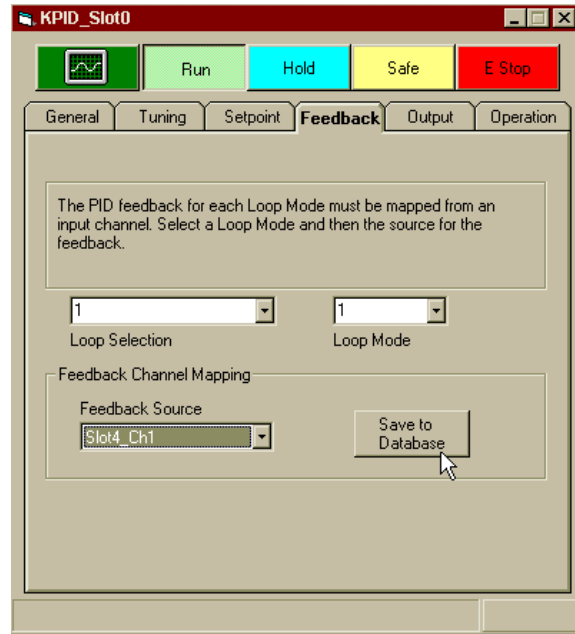 KPID_Slot0
Run Hold Safe E Stop
General Tuning Setpoint Feedback Output Operation
The PID feedback for each Loop Mode must be mapped from an
input channel. Select a Loop Mode and then the source for the
feedback.
1 1
Loop Selection Loop Mode
Feedback Channel Mapping
Feedback Source
Slot4_Ch1
Save to
Database